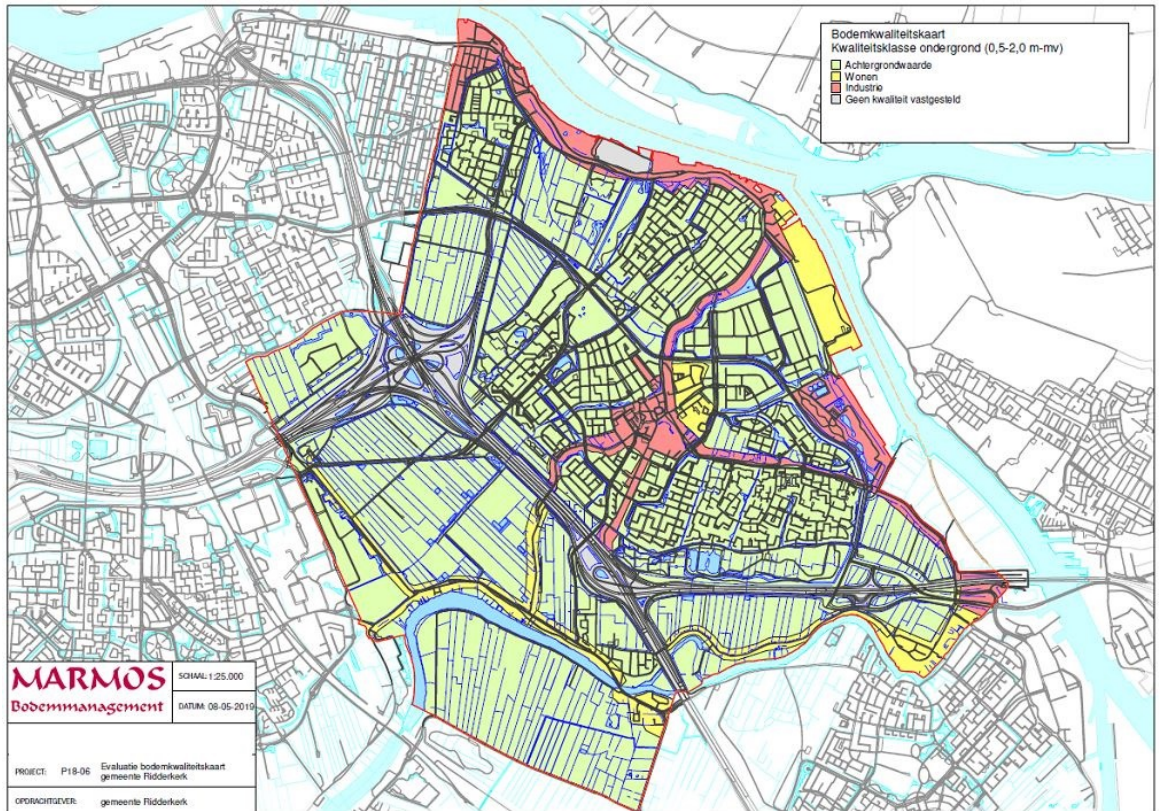 Bodemkwaliteitskaart
Kwaliteitsklasse ondergrond (0,5-2,0 m-mv)
Achtergrondwaarde
Wonen
Industrie
Geen kwaliteit vastgesteld
MARMOS
Bodemmanagement
SCHAAL: 1:25.000
DATUM: 08-05-2019
PROJECT: P18-06 Evaluatie bodemkwaliteitskaart
gemeente Ridderkerk
OPDRACHTGEVER: gemeente Ridderkerk